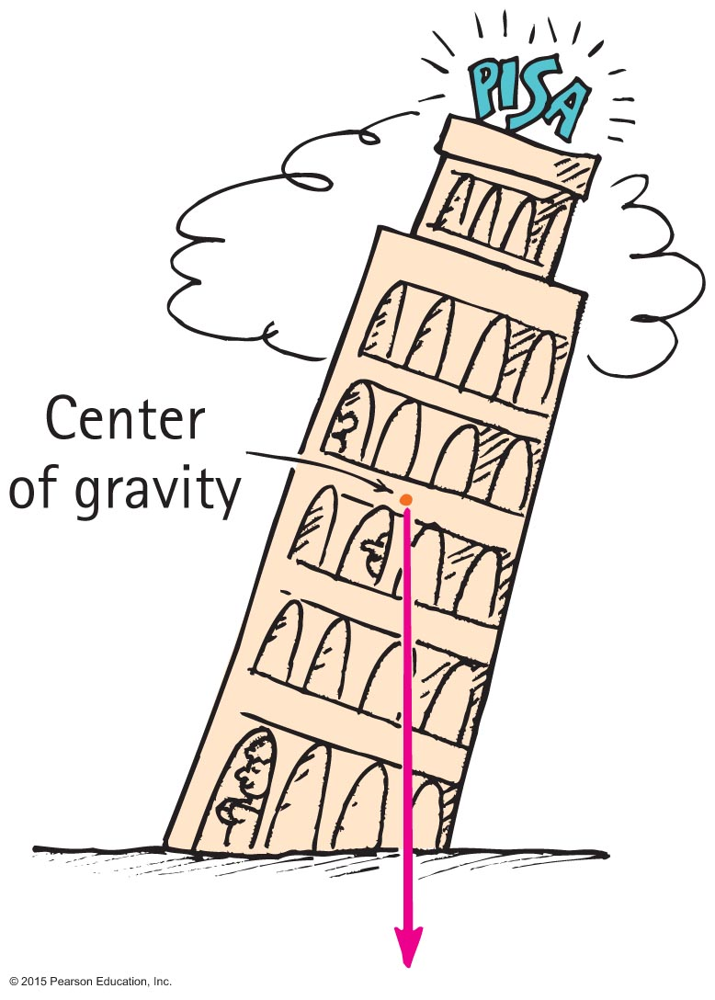 PISA
Center
of gravity
© 2015 Pearson Education, Inc.